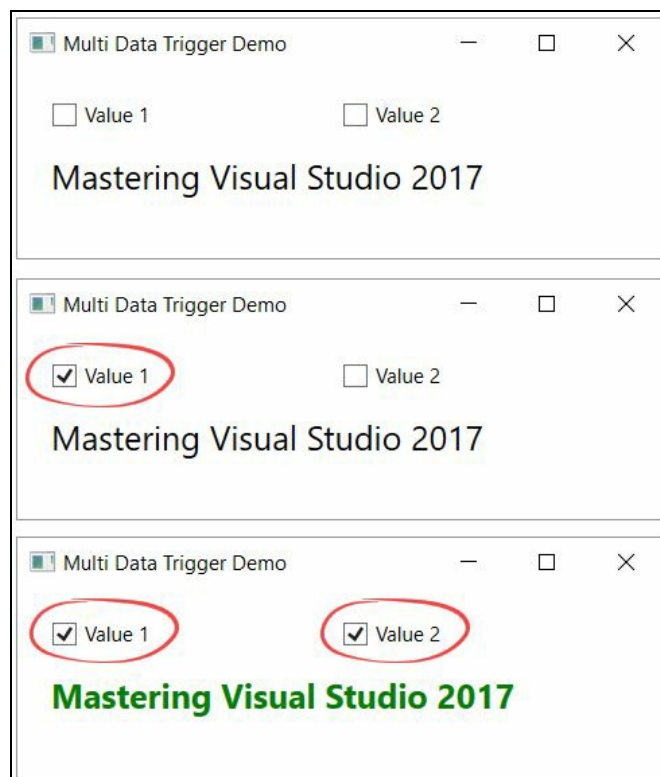 Multi Data Trigger Demo
Value 1 Value 2
Mastering Visual Studio 2017
Multi Data Trigger Demo
Value 1 Value 2
Mastering Visual Studio 2017
Multi Data Trigger Demo
Value 1 Value 2
Mastering Visual Studio 2017